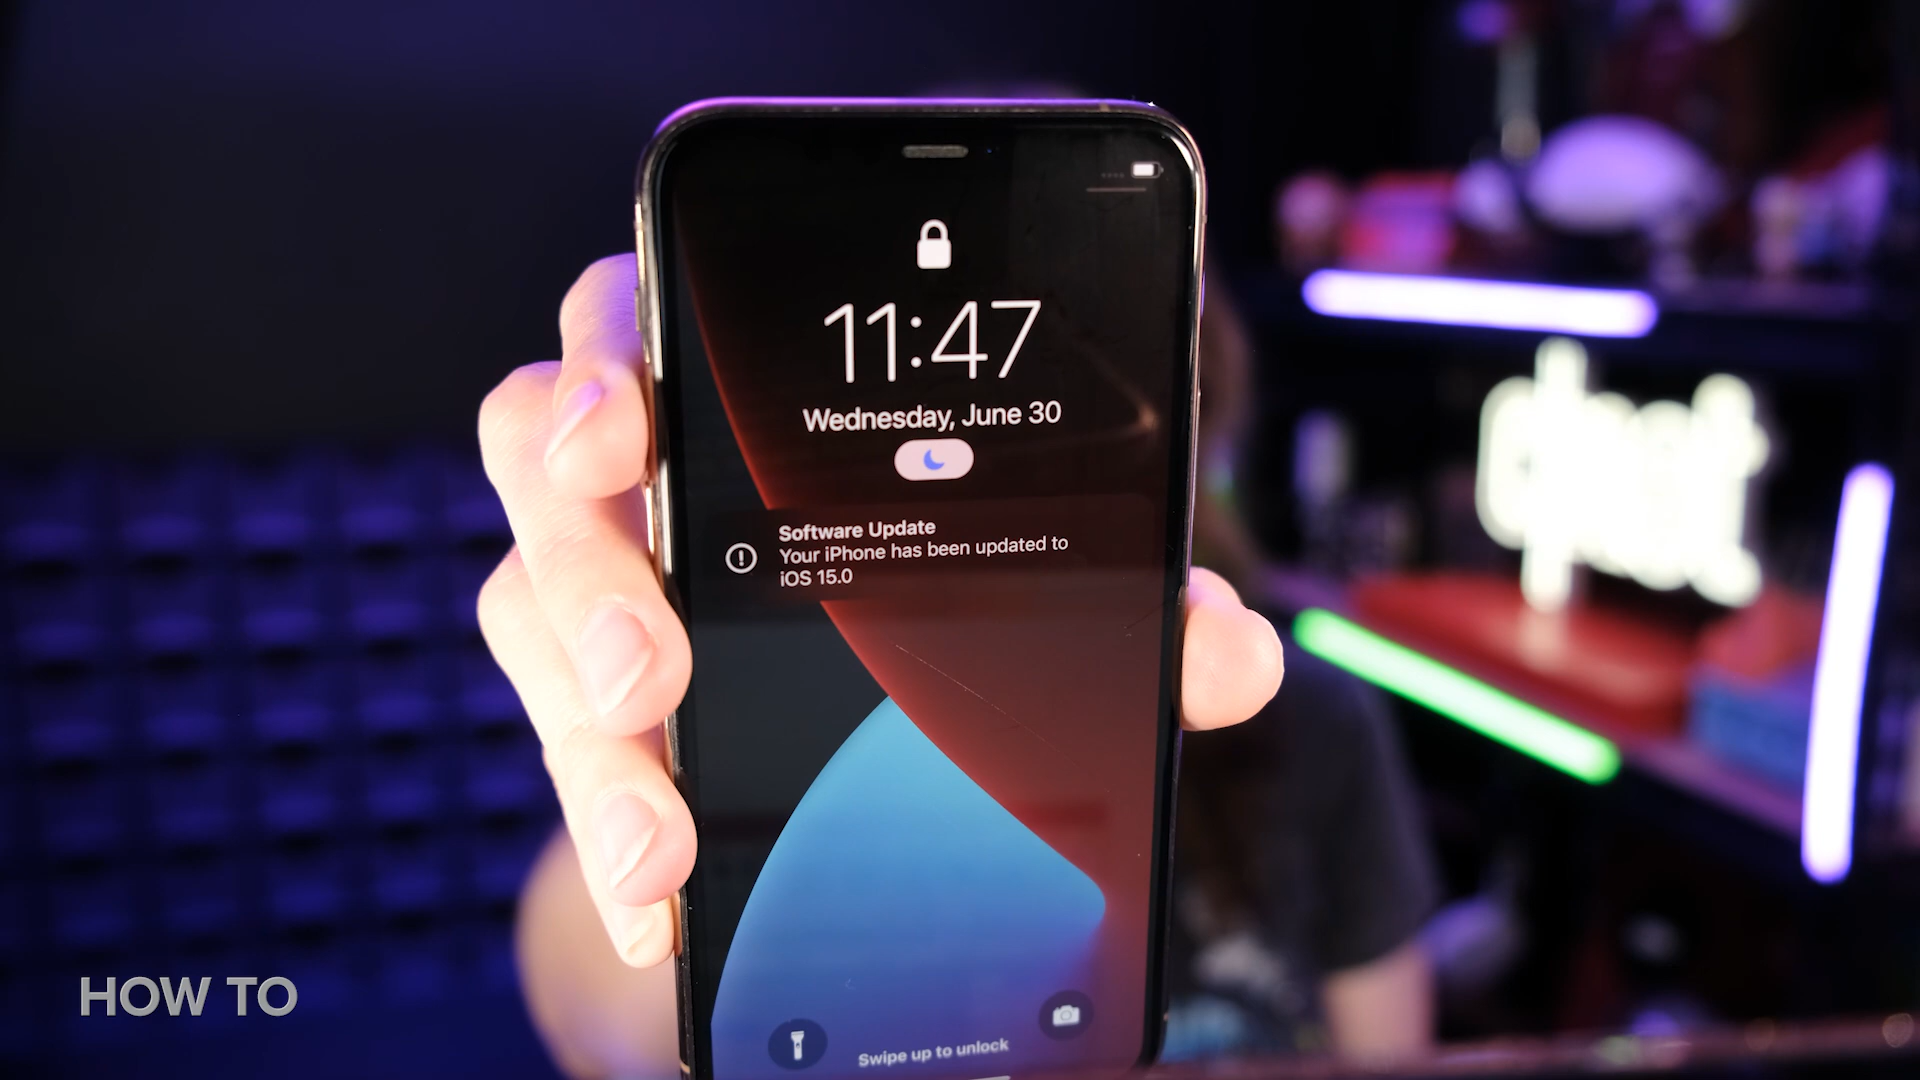 11:47
Wednesday, June 30
Software Update
Your iPhone has been updated to
iOS 15.0
Swipe up to unlock
HOW TO